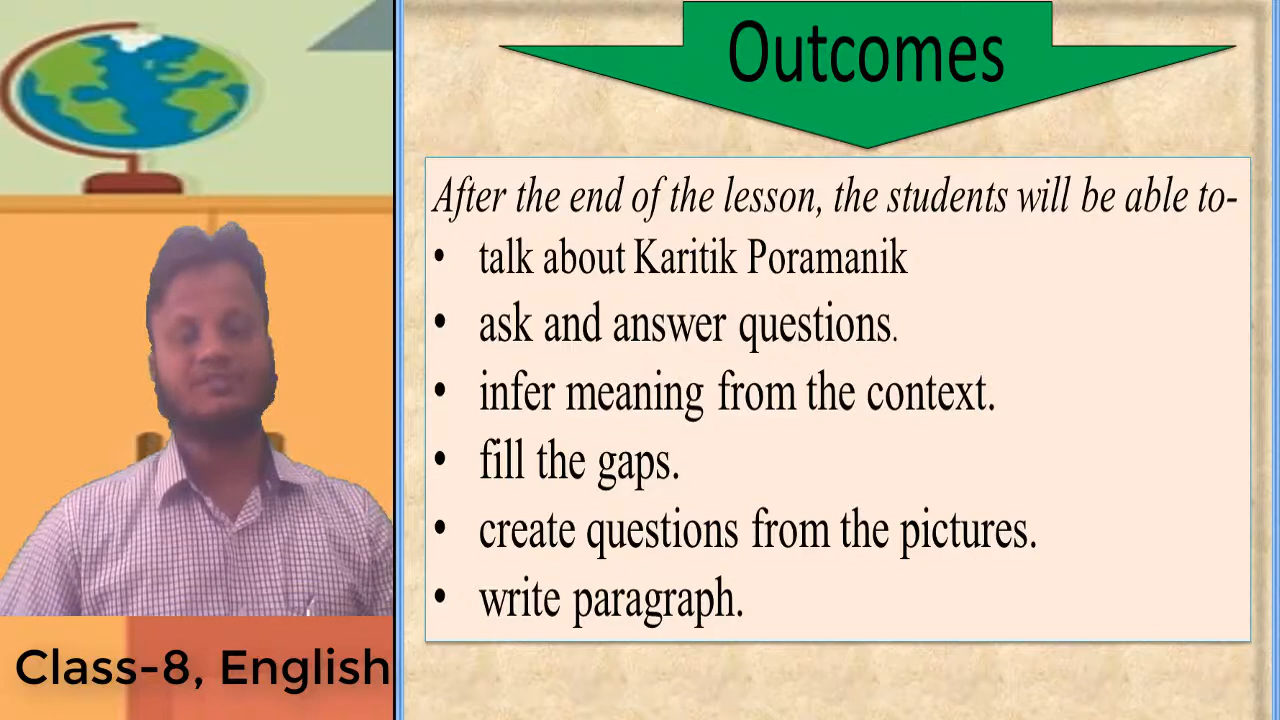 Outcomes
After the end of the lesson, the students will be able to-
• talk about Karitik Poramanik
• ask and answer questions.
• infer meaning from the context.
• fill the gaps.
• create questions from the pictures.
• write paragraph.
Class-8, English